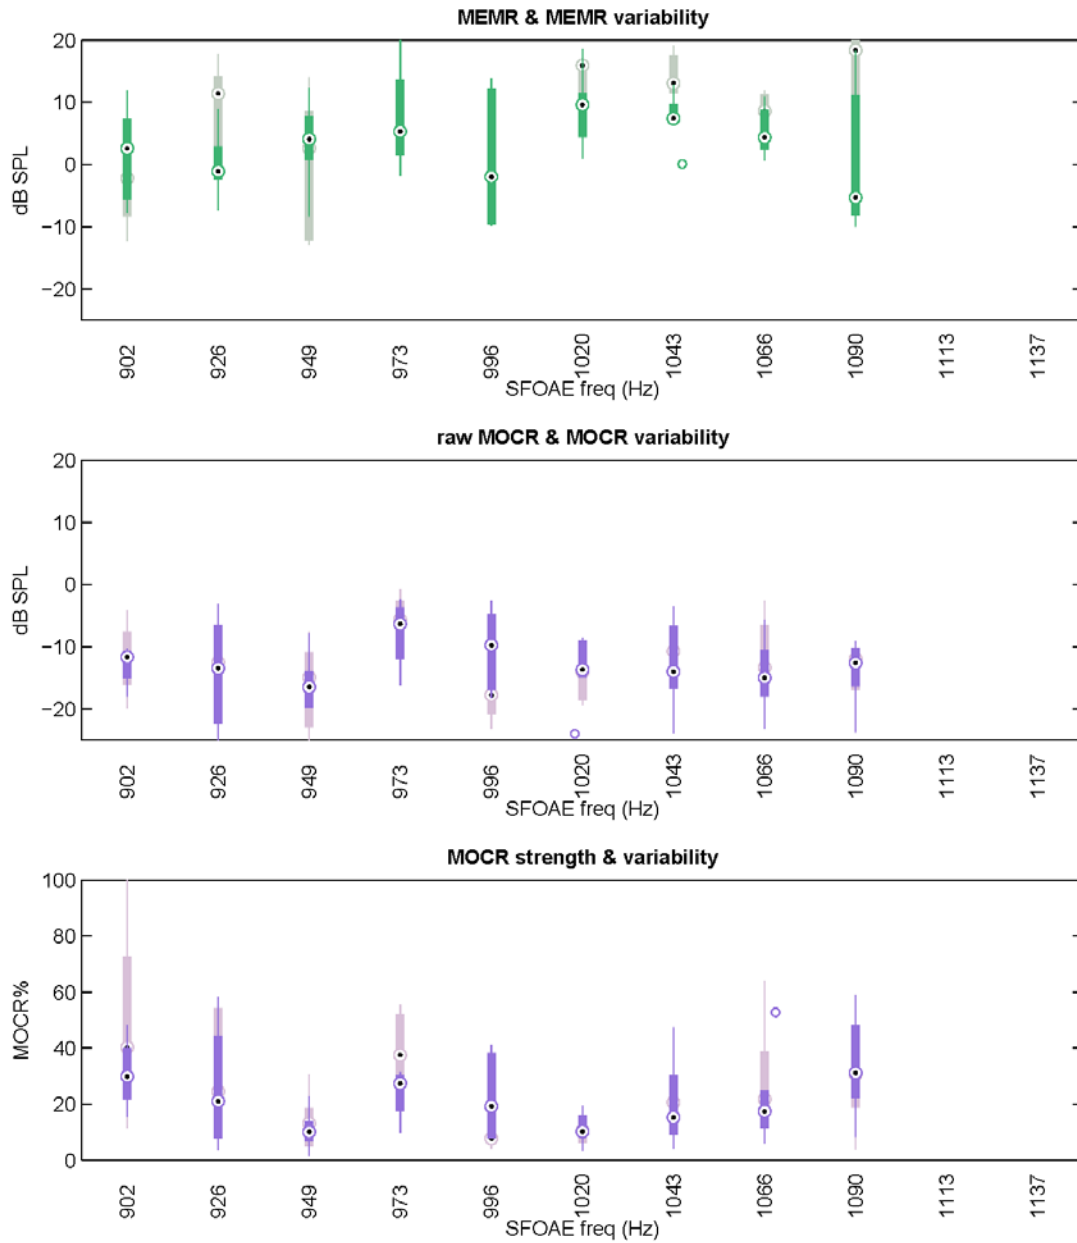 MEMR & MEMR variability
20
10
0
−10
−20
dB SPL
902 926 949 973 996 1020 1043 1066 1090 1113 1137
SFOAE freq (Hz)
raw MOCR & MOCR variability
20
10
0
−10
−20
dB SPL
902 926 949 973 996 1020 1043 1066 1090 1113 1137
SFOAE freq (Hz)
MOCR strength & variability
100
80
60
40
20
0
MOCR%
902 926 949 973 996 1020 1043 1066 1090 1113 1137
SFOAE freq (Hz)